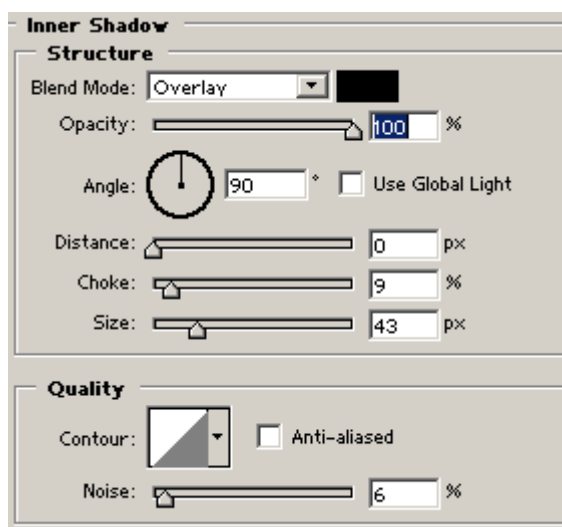 Inner Shadow
Structure
Blend Mode: Overlay
Opacity: 100 %
Angle: 90 ° Use Global Light
Distance: 0 px
Choke: 9 %
Size: 43 px
Quality
Contour: Anti-aliased
Noise: 6 %